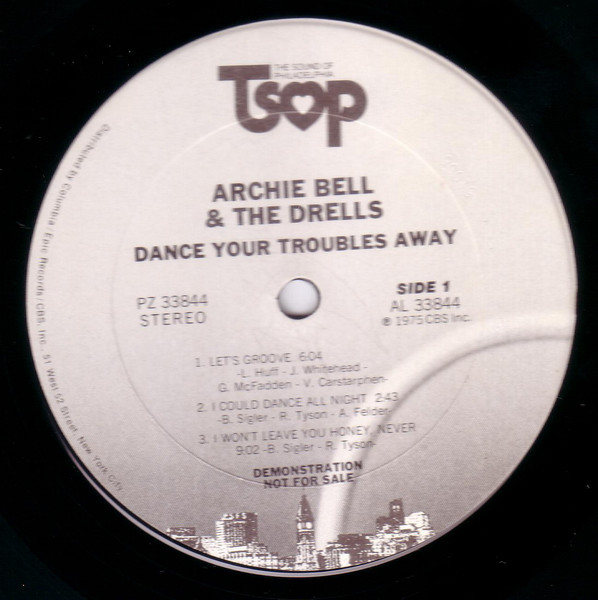 THE SOUND OF
PHILADELPHIA
TSOP
ARCHIE BELL
& THE DRELLS
DANCE YOUR TROUBLES AWAY
PZ 33844
STEREO
SIDE 1
AL 33844
℗ 1975 CBS Inc.
1. LET'S GROOVE 6:04
-L. Huff - J. Whitehead -
G. McFadden - V. Carstarphen-
2. I COULD DANCE ALL NIGHT 2:43
-B. Sigler - R. Tyson - A. Felder-
3. I WON'T LEAVE YOU HONEY, NEVER
9:02 -B. Sigler - R. Tyson-
DEMONSTRATION
NOT FOR SALE
Distributed by Columbia/Epic Records/CBS, Inc. 51 West 52 Street, New York City
PSFS